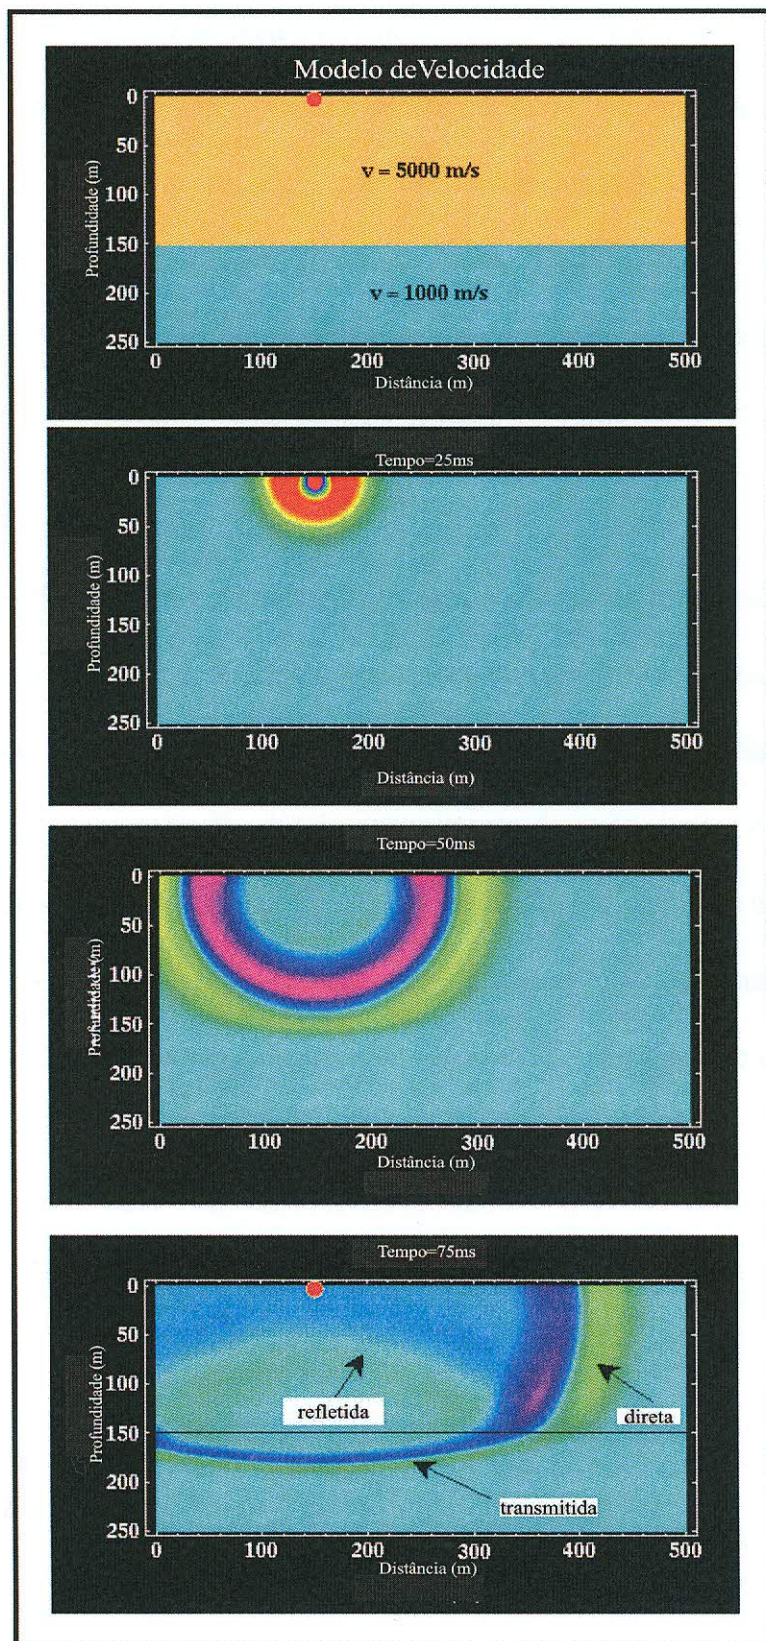 Modelo deVelocidade
Profundidade (m)
0
50
100
150
200
250
v = 5000 m/s
v = 1000 m/s
0 100 200 300 400 500
Distância (m)
Tempo=25ms
Profundidade (m)
0
50
100
150
200
250
0 100 200 300 400 500
Distância (m)
Tempo=50ms
Profundidade (m)
0
50
100
150
200
250
0 100 200 300 400 500
Distância (m)
Tempo=75ms
Profundidade (m)
0
50
100
150
200
250
refletida
direta
transmitida
0 100 200 300 400 500
Distância (m)